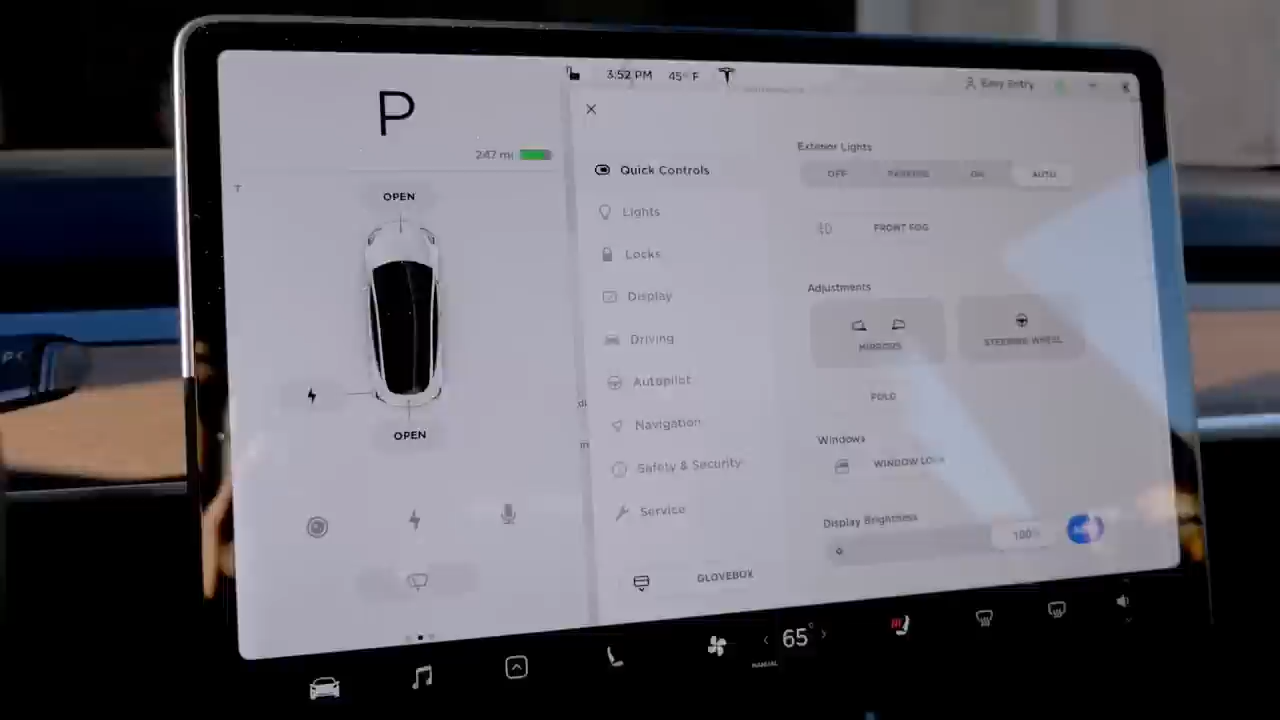 3:52 PM 45° F
Easy Entry
P
247 mi
OPEN
OPEN
Quick Controls
Lights
Locks
Display
Driving
Autopilot
Navigation
Safety & Security
Service
GLOVEBOX
Exterior Lights
OFF PARKING ON AUTO
FRONT FOG
Adjustments
MIRRORS
STEERING WHEEL
FOLD
Windows
WINDOW LOCK
Display Brightness
100%
65°
MANUAL